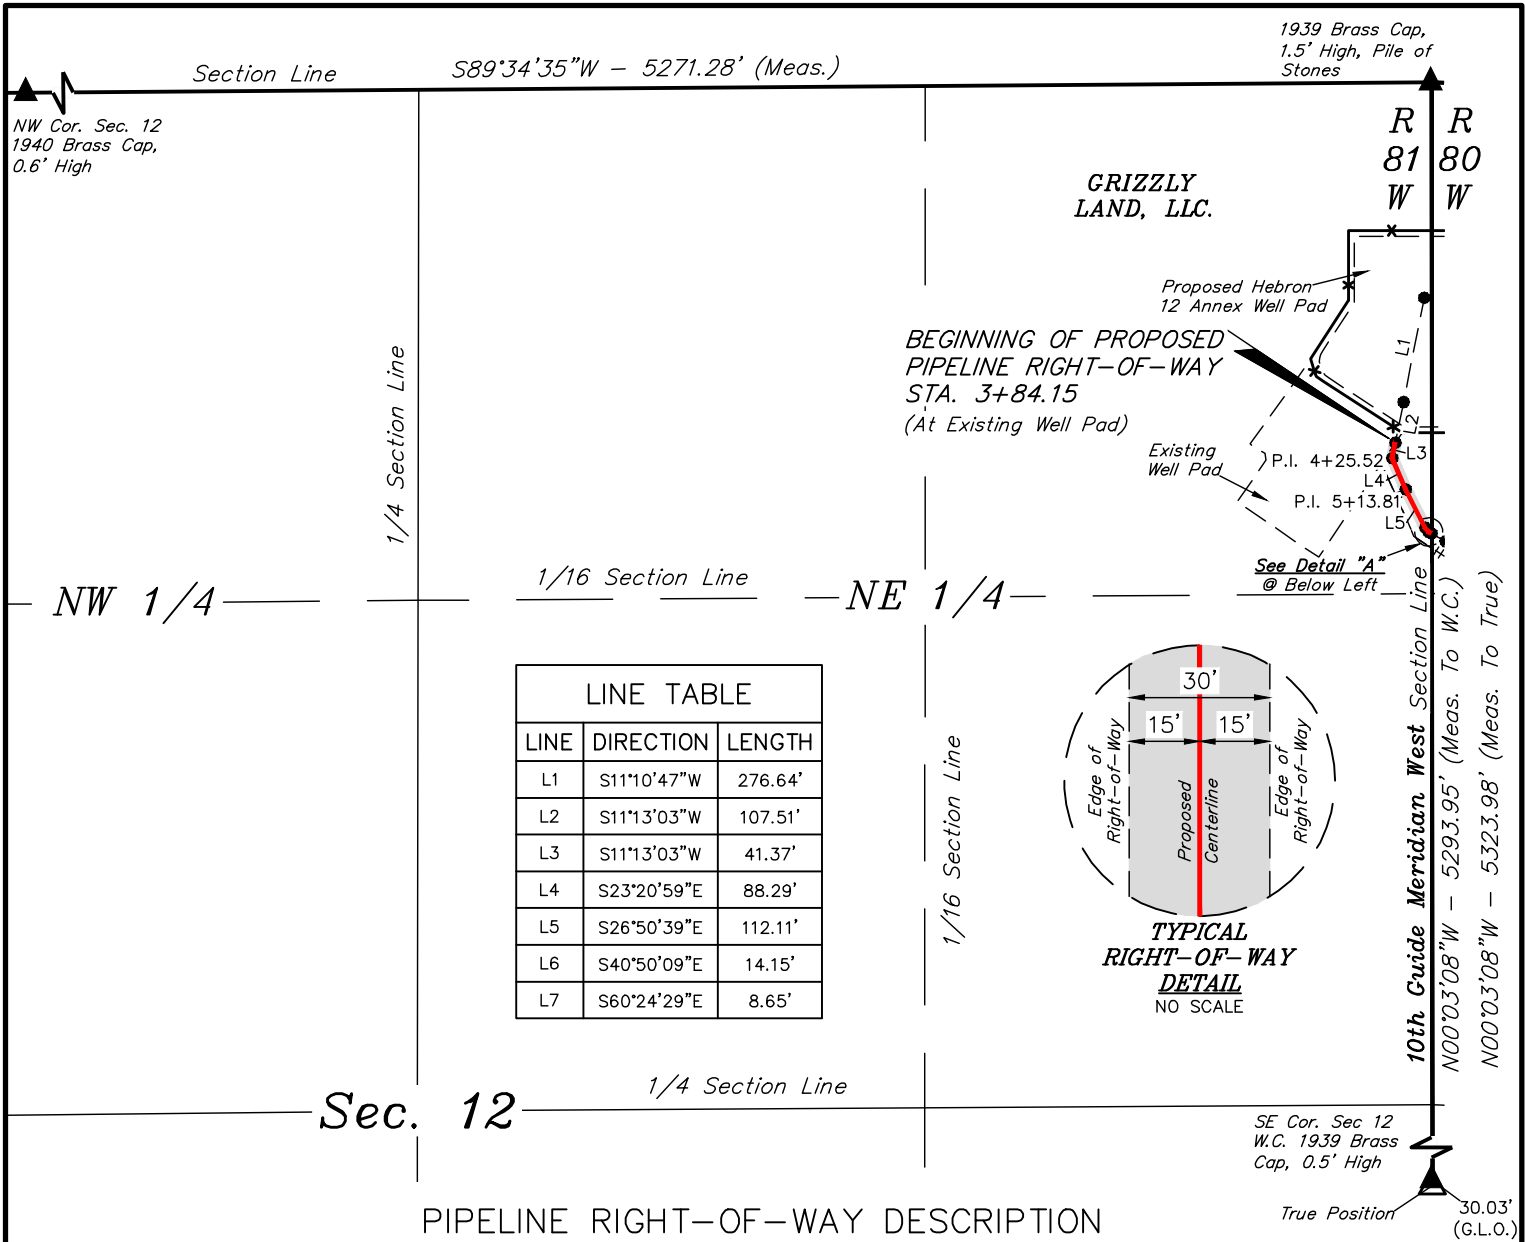 1939 Brass Cap,
1.5' High, Pile of
Stones
Section Line
S89°34'35"W - 5271.28' (Meas.)
NW Cor. Sec. 12
1940 Brass Cap,
0.6' High
R R
81 80
W W
GRIZZLY
LAND, LLC.
Proposed Hebron
12 Annex Well Pad
L1
BEGINNING OF PROPOSED
PIPELINE RIGHT-OF-WAY
STA. 3+84.15
(At Existing Well Pad)
L2
L3
Existing
Well Pad
P.I. 4+25.52
L4
P.I. 5+13.81
L5
See Detail "A"
@ Below Left
1/4 Section Line
1/16 Section Line
NW 1/4
NE 1/4
LINE TABLE
LINE DIRECTION LENGTH
L1 S11°10'47"W 276.64'
L2 S11°13'03"W 107.51'
L3 S11°13'03"W 41.37'
L4 S23°20'59"E 88.29'
L5 S26°50'39"E 112.11'
L6 S40°50'09"E 14.15'
L7 S60°24'29"E 8.65'
1/16 Section Line
30'
15' 15'
Edge of
Right-of-Way
Proposed
Centerline
Edge of
Right-of-Way
TYPICAL
RIGHT-OF-WAY
DETAIL
NO SCALE
10th Guide Meridian West Section Line
N00°03'08"W - 5293.95' (Meas. To W.C.)
N00°03'08"W - 5323.98' (Meas. To True)
1/4 Section Line
Sec. 12
SE Cor. Sec 12
W.C. 1939 Brass
Cap, 0.5' High
True Position
30.03'
(G.L.O.)
PIPELINE RIGHT-OF-WAY DESCRIPTION